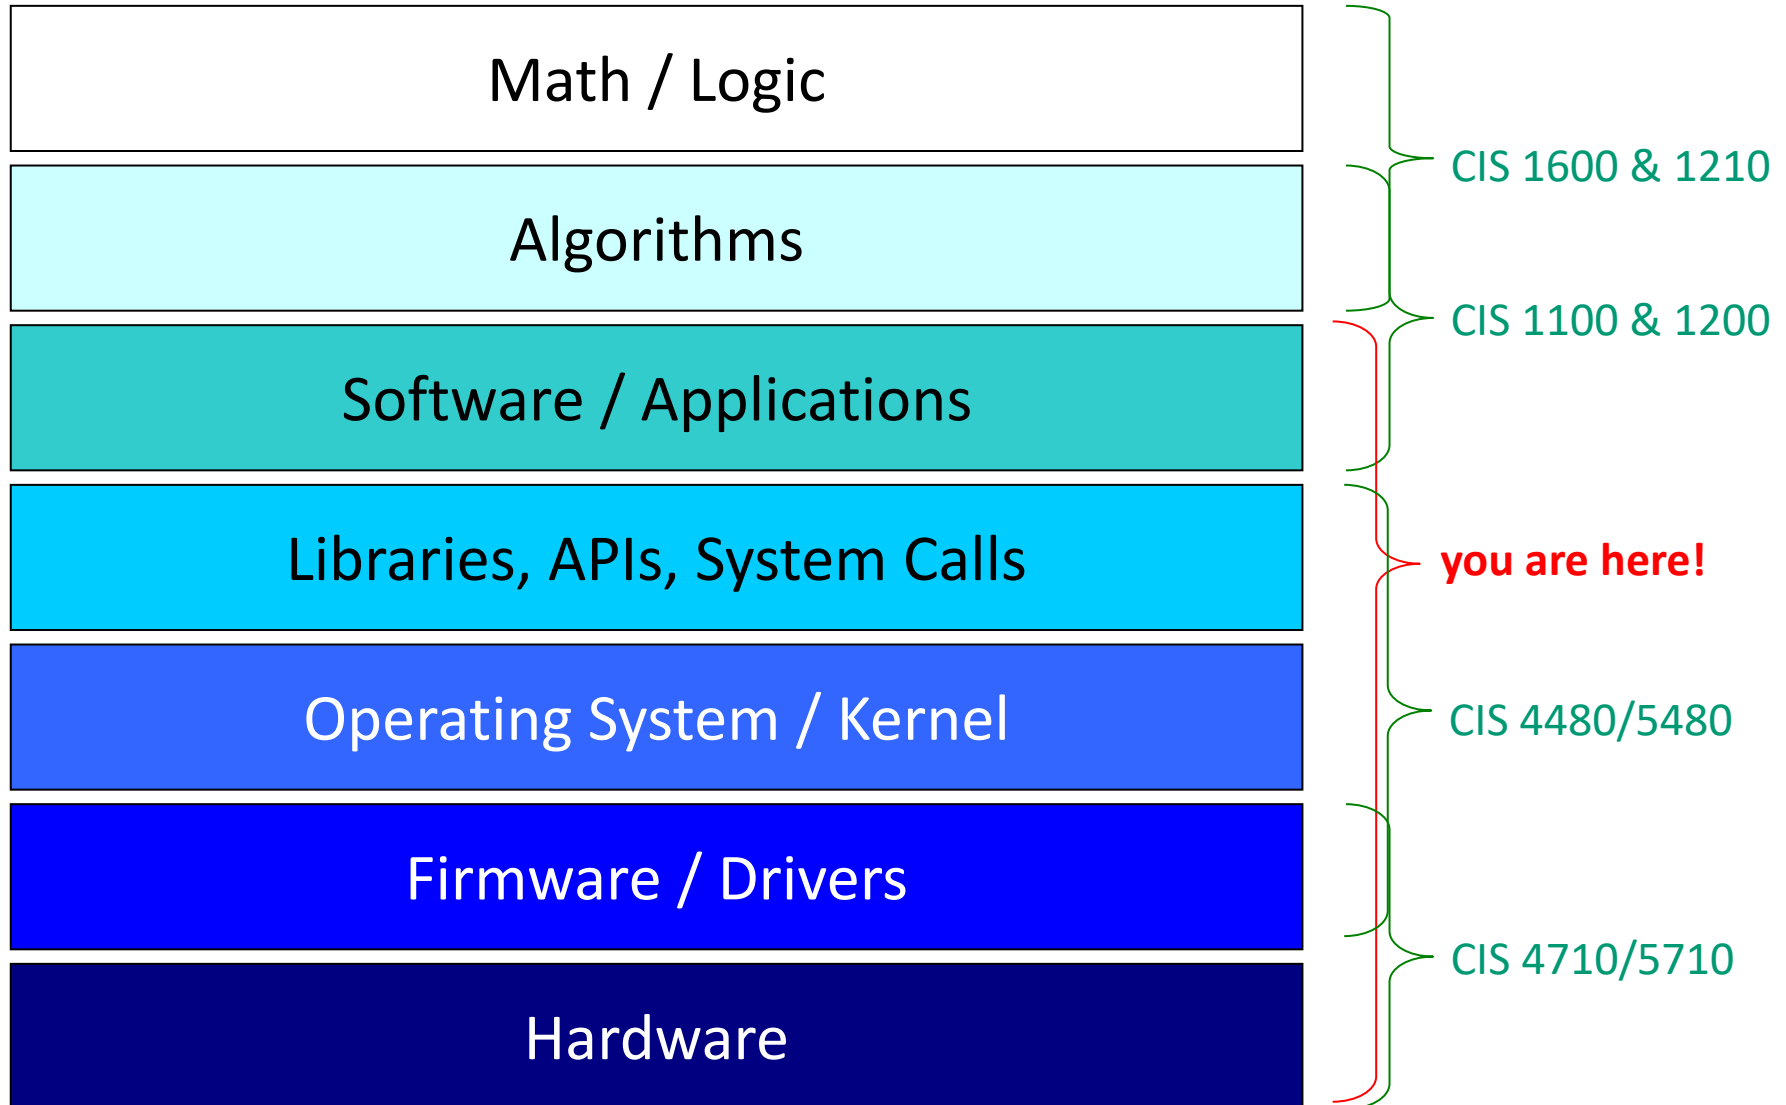 Math / Logic
CIS 1600 & 1210
Algorithms
CIS 1100 & 1200
Software / Applications
Libraries, APIs, System Calls
you are here!
Operating System / Kernel
CIS 4480/5480
Firmware / Drivers
CIS 4710/5710
Hardware